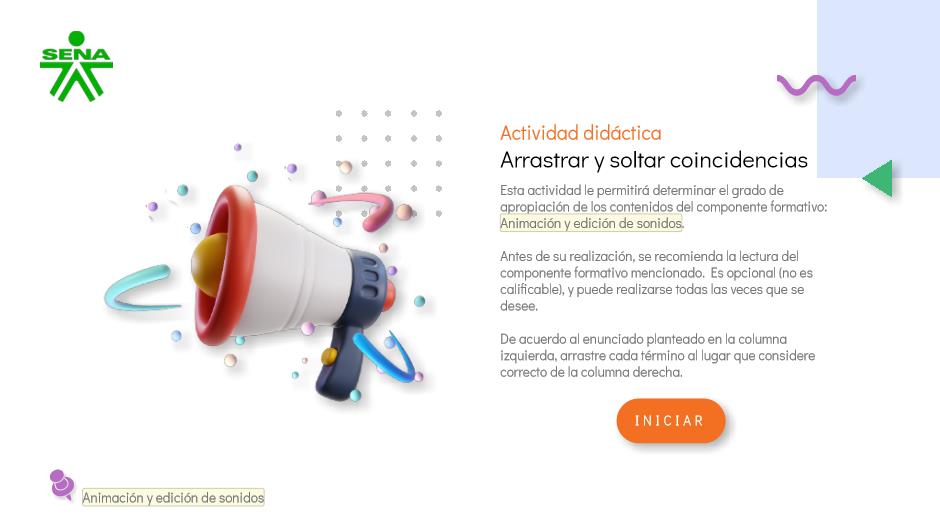 SENA
Actividad didáctica
Arrastrar y soltar coincidencias
Esta actividad le permitirá determinar el grado de
apropiación de los contenidos del componente formativo:
Animación y edición de sonidos.
Antes de su realización, se recomienda la lectura del
componente formativo mencionado. Es opcional (no es
calificable), y puede realizarse todas las veces que se
desee.
De acuerdo al enunciado planteado en la columna
izquierda, arrastre cada término al lugar que considere
correcto de la columna derecha.
INICIAR
Animación y edición de sonidos